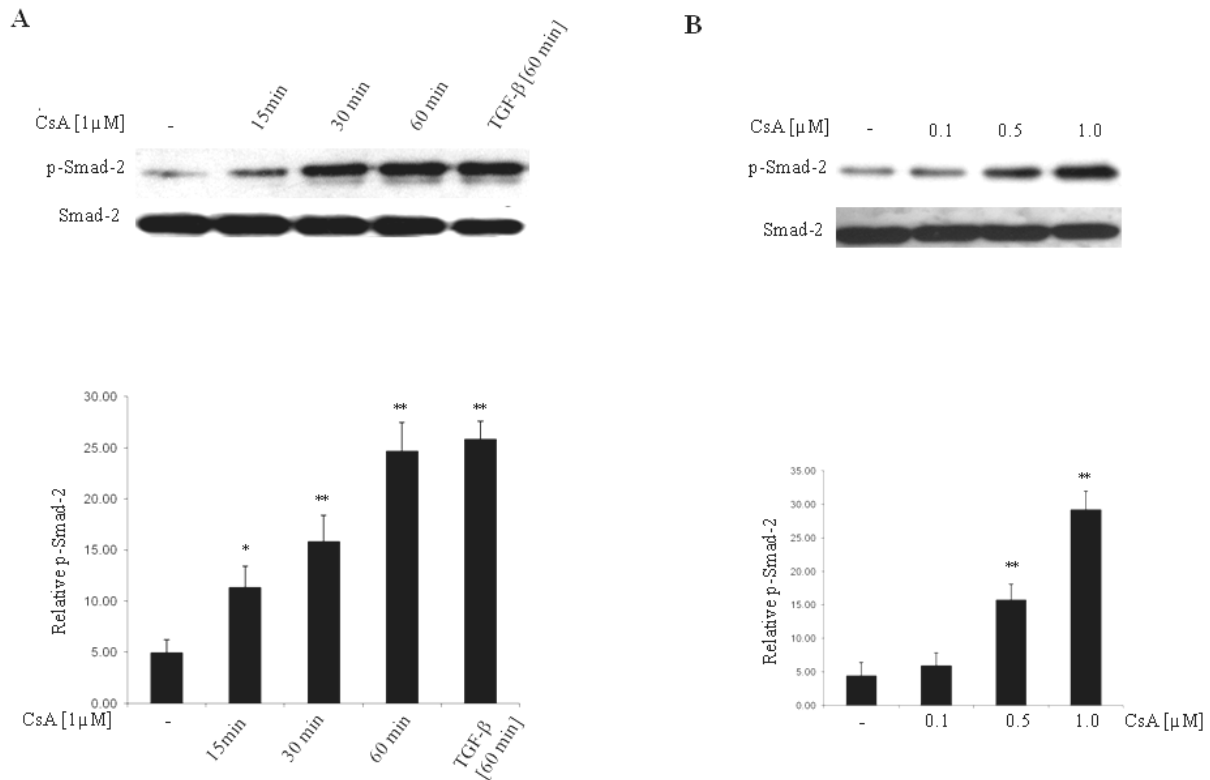 A
CsA [1µM] - 15min 30 min 60 min TGF-β [60 min]
p-Smad-2
Smad-2
30.00
25.00
20.00
15.00
10.00
5.00
0.00
Relative p-Smad-2
* ** ** **
CsA [1µM] - 15min 30 min 60 min TGF-β
[60 min]
B
CsA [µM] - 0.1 0.5 1.0
p-Smad-2
Smad-2
35.00
30.00
25.00
20.00
15.00
10.00
5.00
0.00
Relative p-Smad-2
** **
- 0.1 0.5 1.0 CsA [µM]